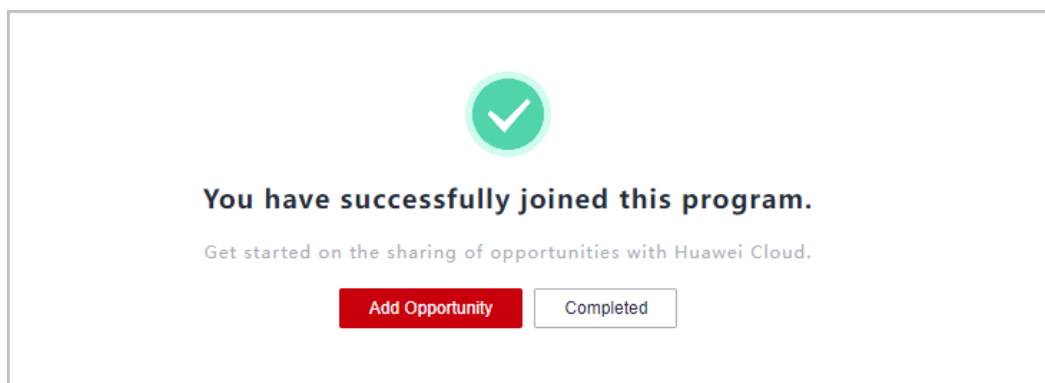 You have successfully joined this program.
Get started on the sharing of opportunities with Huawei Cloud.
Add Opportunity
Completed